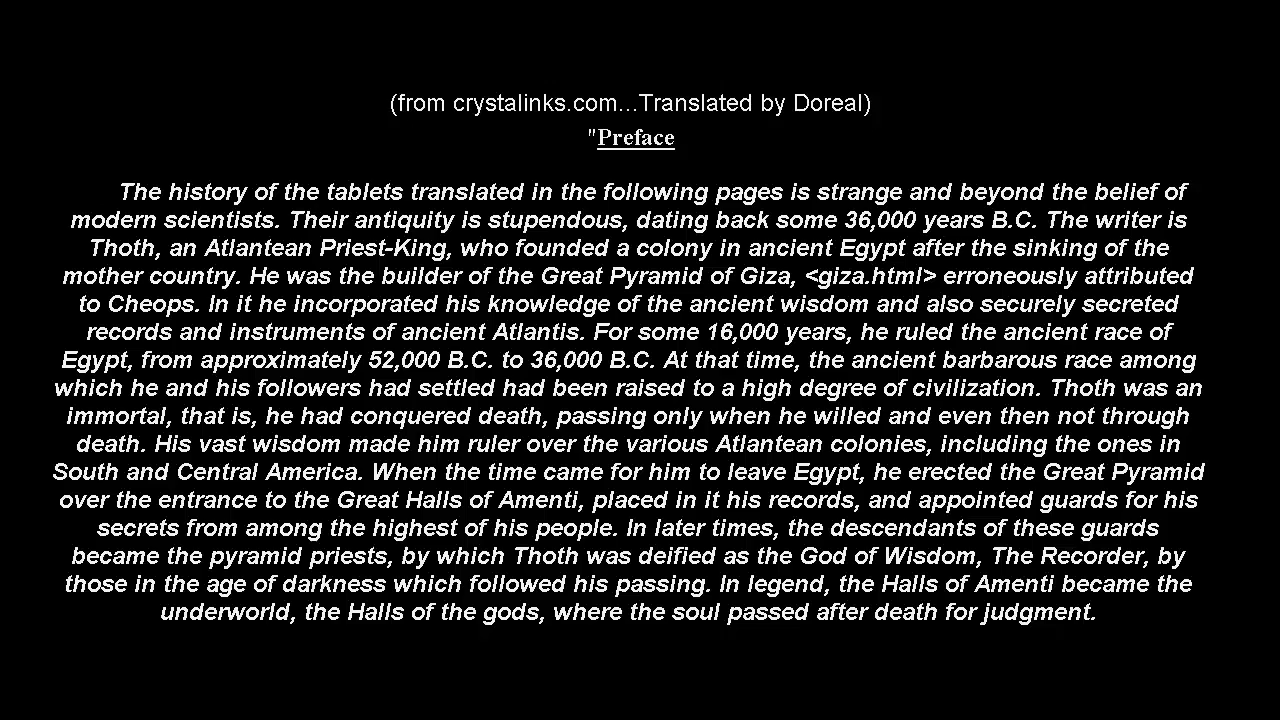 (from crystalinks.com...Translated by Doreal)
"Preface
The history of the tablets translated in the following pages is strange and beyond the belief of
modern scientists. Their antiquity is stupendous, dating back some 36,000 years B.C. The writer is
Thoth, an Atlantean Priest-King, who founded a colony in ancient Egypt after the sinking of the
mother country. He was the builder of the Great Pyramid of Giza, <giza.html> erroneously attributed
to Cheops. In it he incorporated his knowledge of the ancient wisdom and also securely secreted
records and instruments of ancient Atlantis. For some 16,000 years, he ruled the ancient race of
Egypt, from approximately 52,000 B.C. to 36,000 B.C. At that time, the ancient barbarous race among
which he and his followers had settled had been raised to a high degree of civilization. Thoth was an
immortal, that is, he had conquered death, passing only when he willed and even then not through
death. His vast wisdom made him ruler over the various Atlantean colonies, including the ones in
South and Central America. When the time came for him to leave Egypt, he erected the Great Pyramid
over the entrance to the Great Halls of Amenti, placed in it his records, and appointed guards for his
secrets from among the highest of his people. In later times, the descendants of these guards
became the pyramid priests, by which Thoth was deified as the God of Wisdom, The Recorder, by
those in the age of darkness which followed his passing. In legend, the Halls of Amenti became the
underworld, the Halls of the gods, where the soul passed after death for judgment.